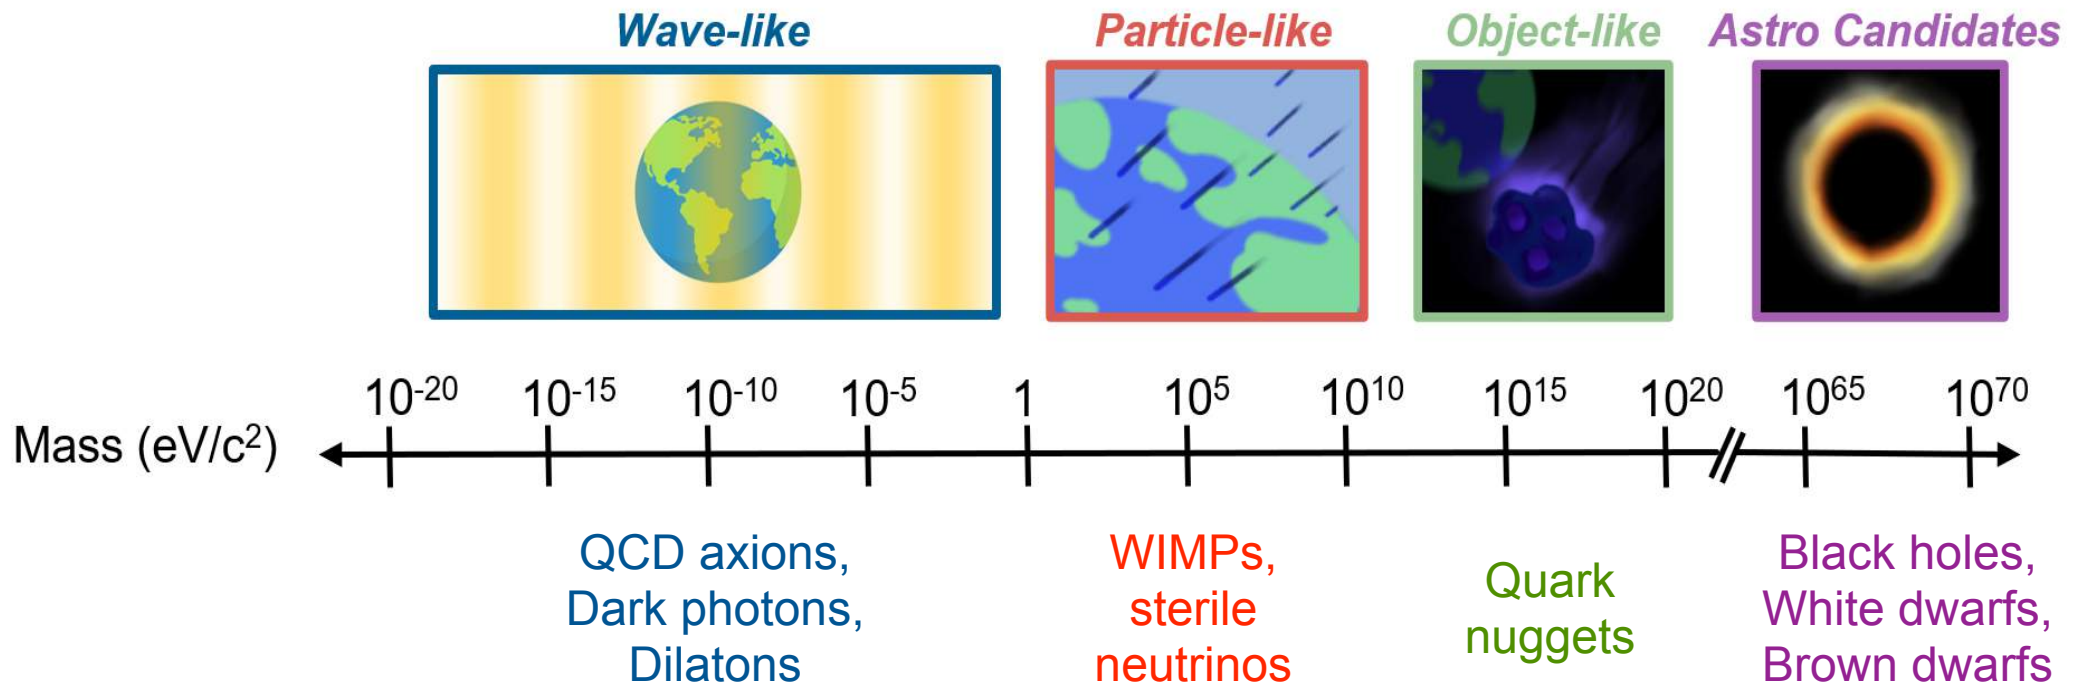 Wave-like Particle-like Object-like Astro Candidates
10⁻²⁰ 10⁻¹⁵ 10⁻¹⁰ 10⁻⁵ 1 10⁵ 10¹⁰ 10¹⁵ 10²⁰ 10⁶⁵ 10⁷⁰
Mass (eV/c²)
QCD axions,
Dark photons,
Dilatons
WIMPs,
sterile
neutrinos
Quark
nuggets
Black holes,
White dwarfs,
Brown dwarfs